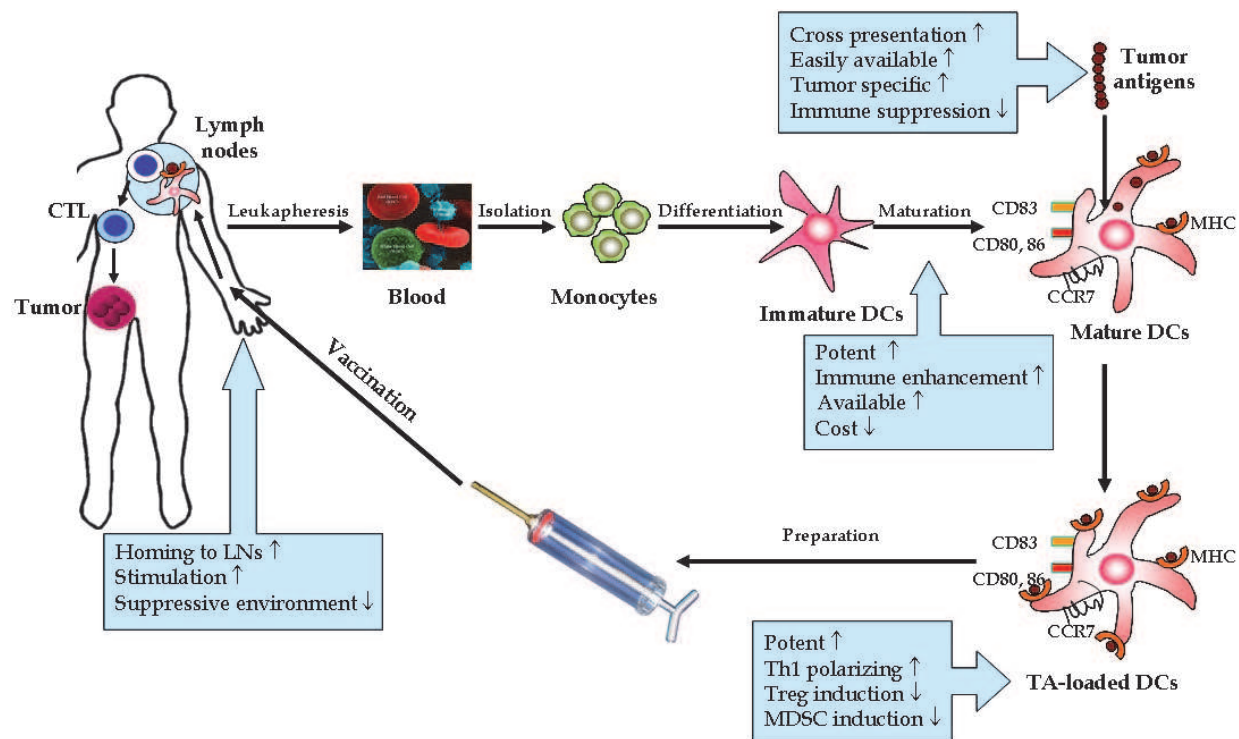 Cross presentation ↑
Easily available ↑
Tumor specific ↑
Immune suppression ↓
Tumor
antigens
Lymph
nodes
CTL
Tumor
Leukapheresis
Blood
Isolation
Monocytes
Differentiation
Immature DCs
Maturation
CD83
CD80, 86
MHC
CCR7
Mature DCs
Potent ↑
Immune enhancement ↑
Available ↑
Cost ↓
Vaccination
Homing to LNs ↑
Stimulation ↑
Suppressive environment ↓
Preparation
CD83
CD80, 86
MHC
CCR7
TA-loaded DCs
Potent ↑
Th1 polarizing ↑
Treg induction ↓
MDSC induction ↓